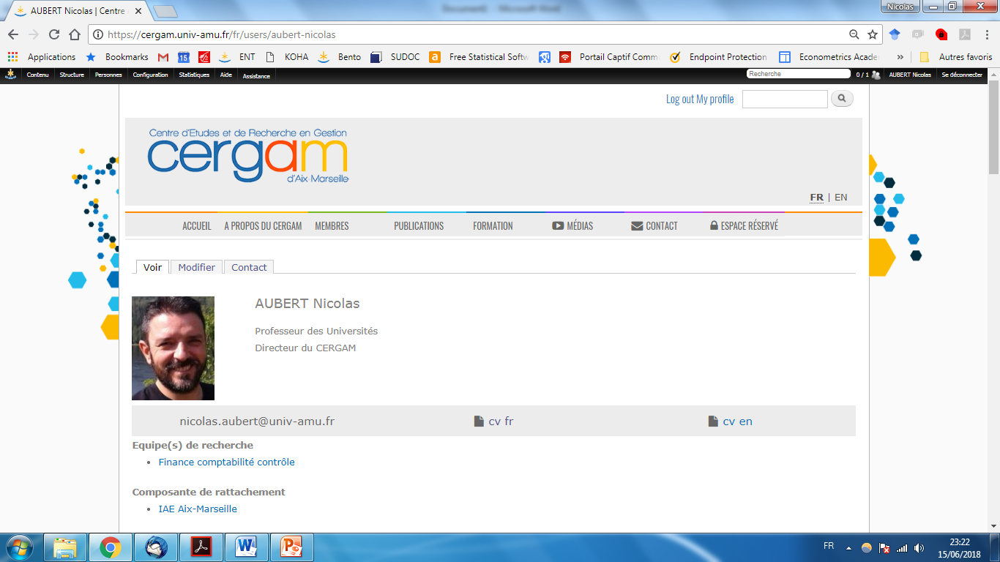 AUBERT Nicolas | Centre
Nicolas
https://cergam.univ-amu.fr/fr/users/aubert-nicolas
Applications Bookmarks 15 ENT KOHA Bento SUDOC Free Statistical Softw Portail Captif Comm Endpoint Protection Econometrics Acade » Autres favoris
Contenu Structure Personnes Configuration Statistiques Aide Assistance Recherche 0 / 1 AUBERT Nicolas Se déconnecter
Log out My profile
Centre d'Etudes et de Recherche en Gestion
cergam
d'Aix-Marseille
FR | EN
ACCUEIL A PROPOS DU CERGAM MEMBRES PUBLICATIONS FORMATION MÉDIAS CONTACT ESPACE RÉSERVÉ
Voir Modifier Contact
AUBERT Nicolas
Professeur des Universités
Directeur du CERGAM
nicolas.aubert@univ-amu.fr cv fr cv en
Equipe(s) de recherche
• Finance comptabilité contrôle
Composante de rattachement
• IAE Aix-Marseille
FR 23:22
15/06/2018